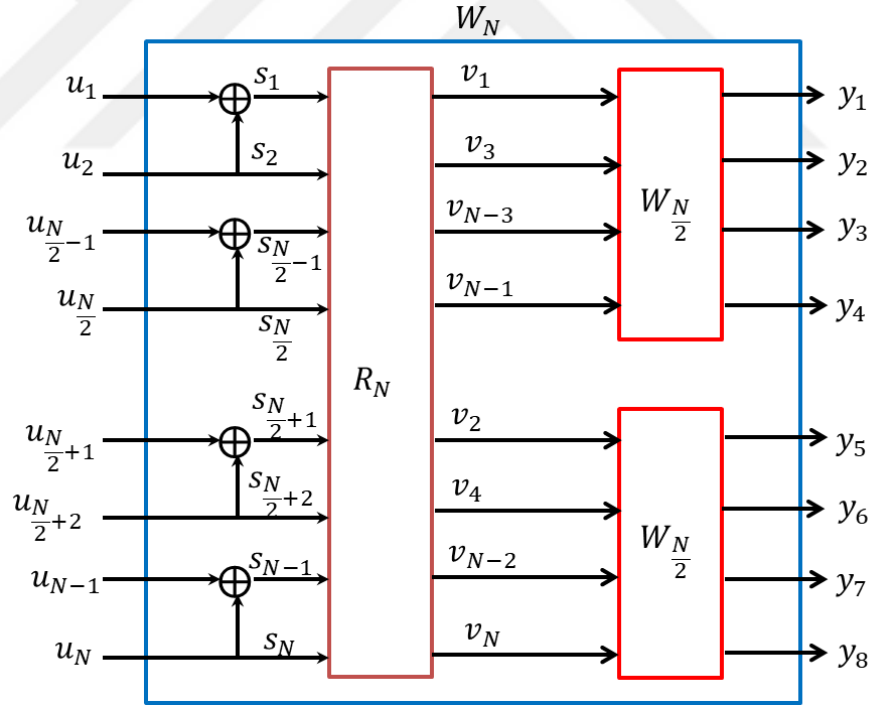 W_N
u_1
u_2
u_{N/2-1}
u_{N/2}
u_{N/2+1}
u_{N/2+2}
u_{N-1}
u_N
s_1
s_2
s_{N/2-1}
s_{N/2}
s_{N/2+1}
s_{N/2+2}
s_{N-1}
s_N
R_N
v_1
v_3
v_{N-3}
v_{N-1}
v_2
v_4
v_{N-2}
v_N
W_{N/2}
W_{N/2}
y_1
y_2
y_3
y_4
y_5
y_6
y_7
y_8